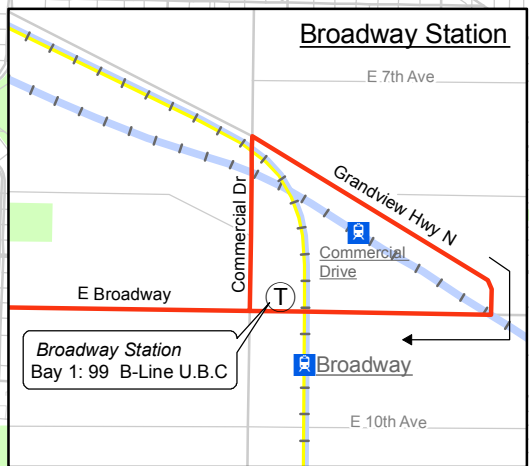 Broadway Station
E 7th Ave
Grandview Hwy N
Commercial Dr
Commercial
Drive
E Broadway
T
Broadway Station
Bay 1: 99 B-Line U.B.C
Broadway
E 10th Ave